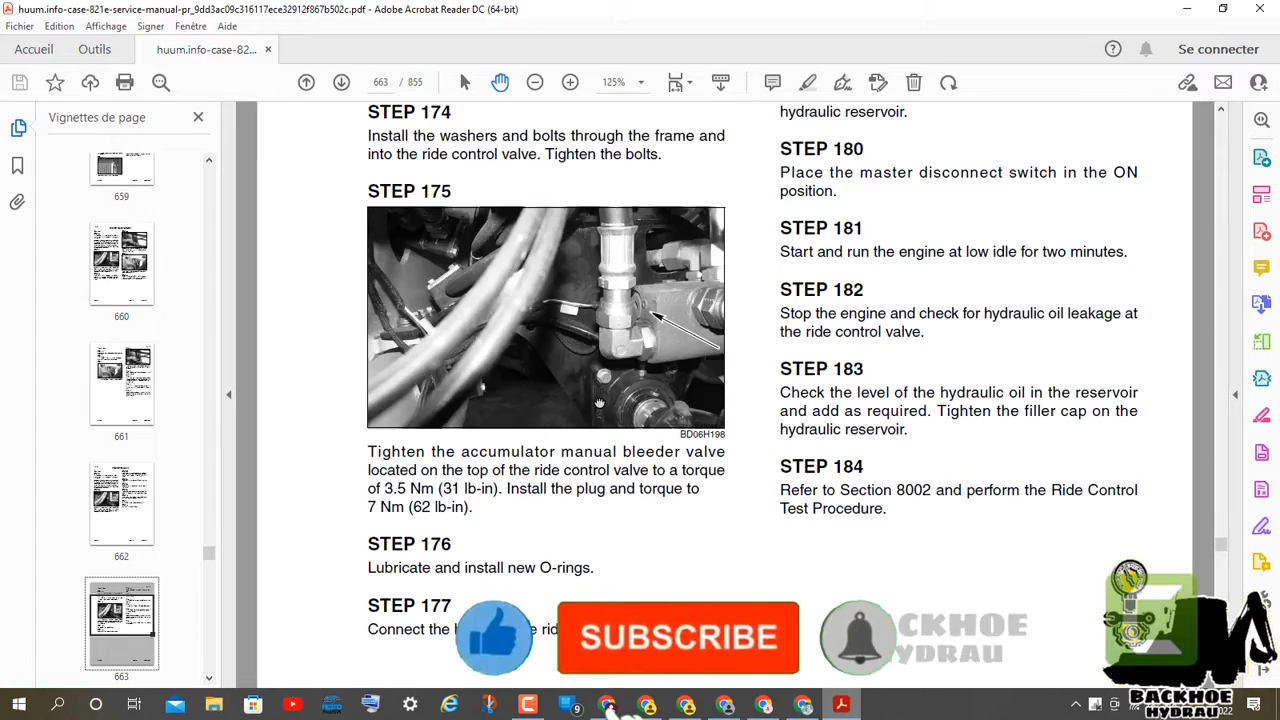 huum.info-case-821e-service-manual-pr_9dd3ac09c316117ece32912f867b502c.pdf - Adobe Acrobat Reader DC (64-bit)
Fichier Edition Affichage Signer Fenêtre Aide
Accueil Outils huum.info-case-82... Se connecter
663 / 855 125%
Vignettes de page
659
660
661
662
663
STEP 174
Install the washers and bolts through the frame and
into the ride control valve. Tighten the bolts.
STEP 175
BD06H198
Tighten the accumulator manual bleeder valve
located on the top of the ride control valve to a torque
of 3.5 Nm (31 lb-in). Install the plug and torque to
7 Nm (62 lb-in).
STEP 176
Lubricate and install new O-rings.
STEP 177
Connect the
hydraulic reservoir.
STEP 180
Place the master disconnect switch in the ON
position.
STEP 181
Start and run the engine at low idle for two minutes.
STEP 182
Stop the engine and check for hydraulic oil leakage at
the ride control valve.
STEP 183
Check the level of the hydraulic oil in the reservoir
and add as required. Tighten the filler cap on the
hydraulic reservoir.
STEP 184
Refer to Section 8002 and perform the Ride Control
Test Procedure.
SUBSCRIBE
CKHOE
YDRAU
BACKHOE
HYDRAU